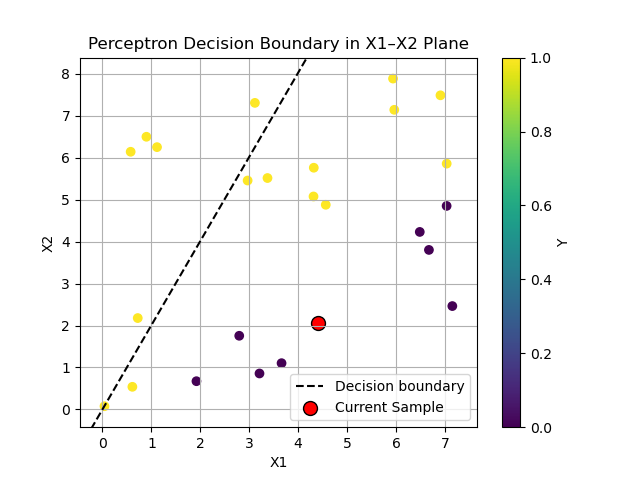 Perceptron Decision Boundary in X1–X2 Plane
8
7
6
5
4
3
2
1
0
X2
0 1 2 3 4 5 6 7
X1
Decision boundary
Current Sample
1.0
0.8
0.6
0.4
0.2
0.0
Y